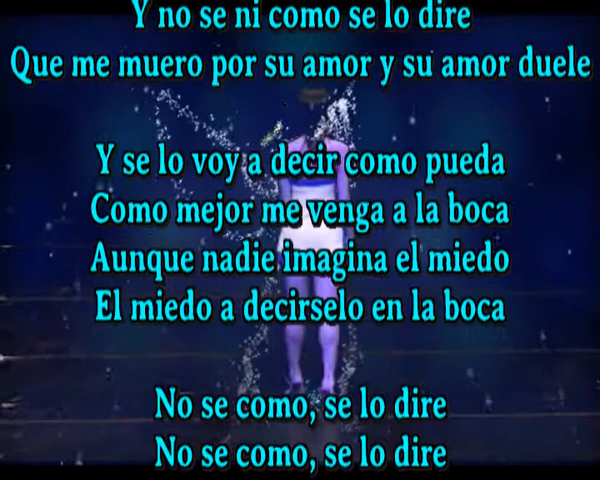 Y no se ni como se lo dire
Que me muero por su amor y su amor duele
Y se lo voy a decir como pueda
Como mejor me venga a la boca
Aunque nadie imagina el miedo
El miedo a decirselo en la boca
No se como, se lo dire
No se como, se lo dire